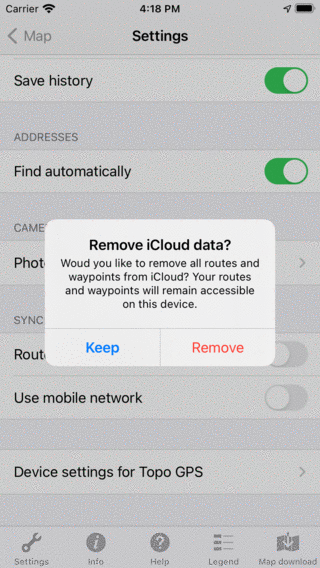 Carrier
4:18 PM
Map
Settings
Save history
ADDRESSES
Find automatically
CAME
Photo
Remove iCloud data?
Woud you like to remove all routes and
waypoints from iCloud? Your routes
and waypoints will remain accessible
on this device.
Keep
Remove
SYNC
Route
Use mobile network
Device settings for Topo GPS
Settings
Info
Help
Legend
Map download